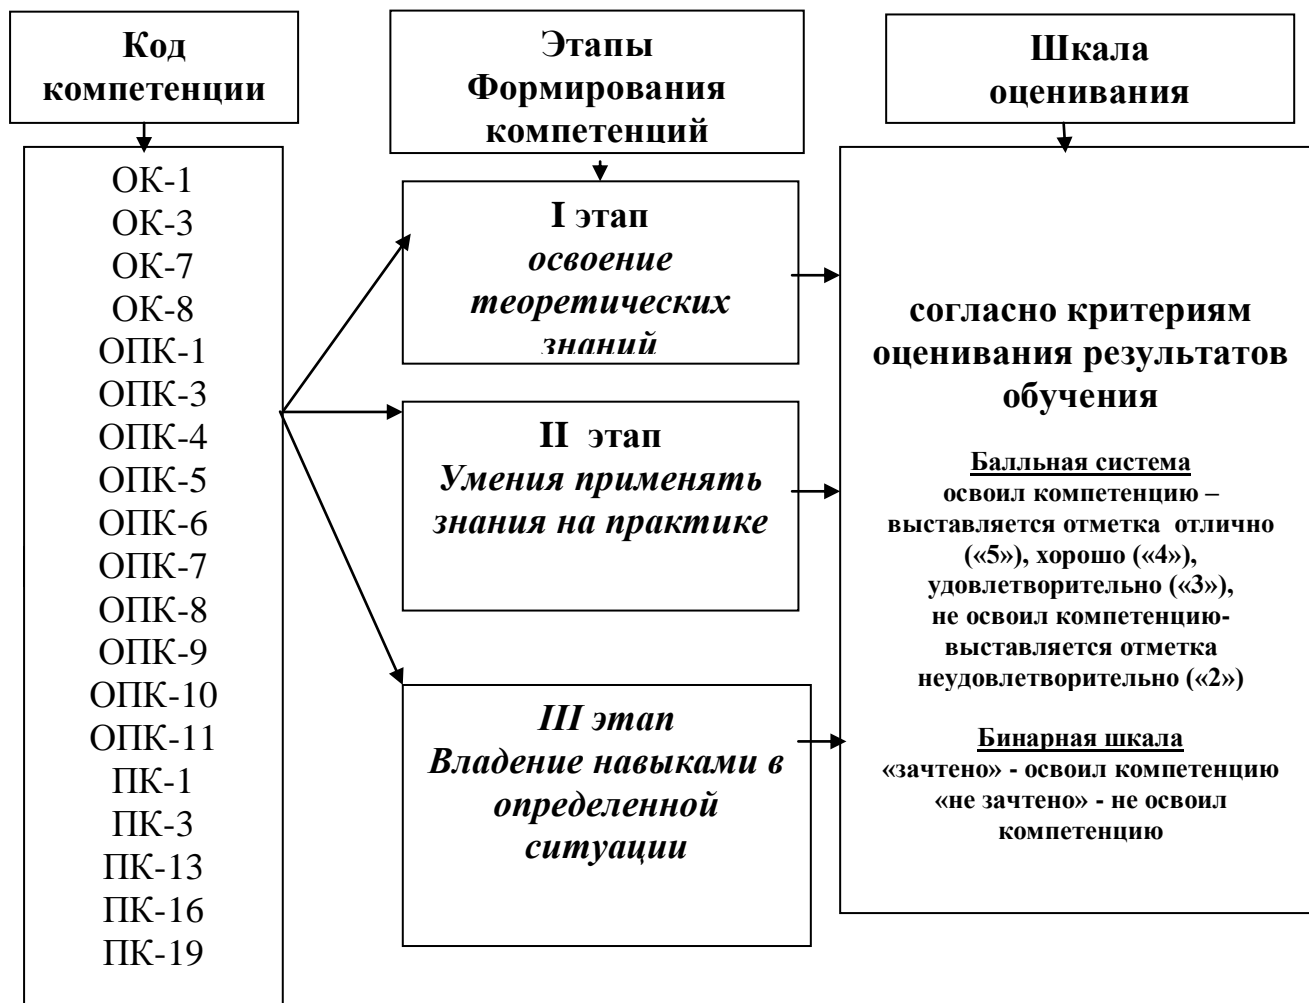 Код
компетенции
ОК-1
ОК-3
ОК-7
ОК-8
ОПК-1
ОПК-3
ОПК-4
ОПК-5
ОПК-6
ОПК-7
ОПК-8
ОПК-9
ОПК-10
ОПК-11
ПК-1
ПК-3
ПК-13
ПК-16
ПК-19
Этапы
Формирования
компетенций
I этап
освоение
теоретических
знаний
II этап
Умения применять
знания на практике
III этап
Владение навыками в
определенной
ситуации
Шкала
оценивания
согласно критериям
оценивания результатов
обучения
Балльная система
освоил компетенцию –
выставляется отметка отлично
(«5»), хорошо («4»),
удовлетворительно («3»),
не освоил компетенцию-
выставляется отметка
неудовлетворительно («2»)
Бинарная шкала
«зачтено» - освоил компетенцию
«не зачтено» - не освоил
компетенцию